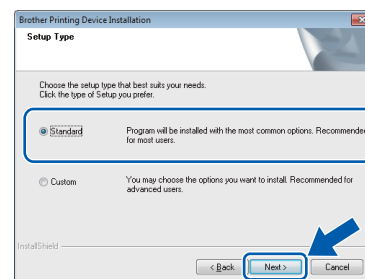 Brother Printing Device Installation
Setup Type
Choose the setup type that best suits your needs.
Click the type of Setup you prefer.
Standard
Program will be installed with the most common options. Recommended
for most users.
Custom
You may choose the options you want to install. Recommended for
advanced users.
InstallShield
< Back
Next >
Cancel